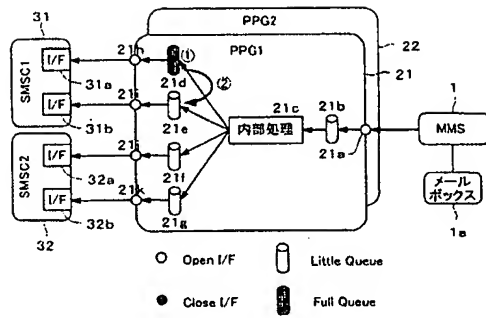 PPG2
PPG1
22
21
31
SMSC1
I/F
31a
I/F
31b
SMSC2
I/F
32a
I/F
32b
32
21h
21i
21j
21k
①
②
21d
21e
21f
21g
21c
内部処理
21b
21a
1
MMS
メール
ボックス
1a
Open I/F
Little Queue
Close I/F
Full Queue